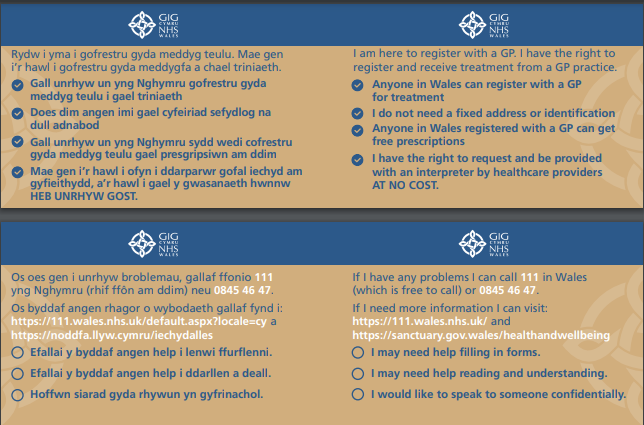 GIG
CYMRU
NHS
WALES
Rydw i yma i gofrestru gyda meddyg teulu. Mae gen
i'r hawl i gofrestru gyda meddygfa a chael triniaeth.
Gall unrhyw un yng Nghymru gofrestru gyda
meddyg teulu i gael triniaeth
Does dim angen imi gael cyfeiriad sefydlog na
dull adnabod
Gall unrhyw un yng Nghymru sydd wedi cofrestru
gyda meddyg teulu gael presgripsiwn am ddim
Mae gen i'r hawl i ofyn i ddarparwr gofal iechyd am
gyfieithydd, a'r hawl i gael y gwasanaeth hwnnw
HEB UNRHYW GOST.
GIG
CYMRU
NHS
WALES
I am here to register with a GP. I have the right to
register and receive treatment from a GP practice.
Anyone in Wales can register with a GP
for treatment
I do not need a fixed address or identification
Anyone in Wales registered with a GP can get
free prescriptions
I have the right to request and be provided
with an interpreter by healthcare providers
AT NO COST.
GIG
CYMRU
NHS
WALES
Os oes gen i unrhyw broblemau, gallaf ffonio 111
yng Nghymru (rhif ffôn am ddim) neu 0845 46 47.
Os byddaf angen rhagor o wybodaeth gallaf fynd i:
https://111.wales.nhs.uk/default.aspx?locale=cy a
https://noddfa.llyw.cymru/iechydalles
Efallai y byddaf angen help i lenwi ffurflenni.
Efallai y byddaf angen help i ddarllen a deall.
Hoffwn siarad gyda rhywun yn gyfrinachol.
GIG
CYMRU
NHS
WALES
If I have any problems I can call 111 in Wales
(which is free to call) or 0845 46 47.
If I need more information I can visit:
https://111.wales.nhs.uk/ and
https://sanctuary.gov.wales/healthandwellbeing
I may need help filling in forms.
I may need help reading and understanding.
I would like to speak to someone confidentially.